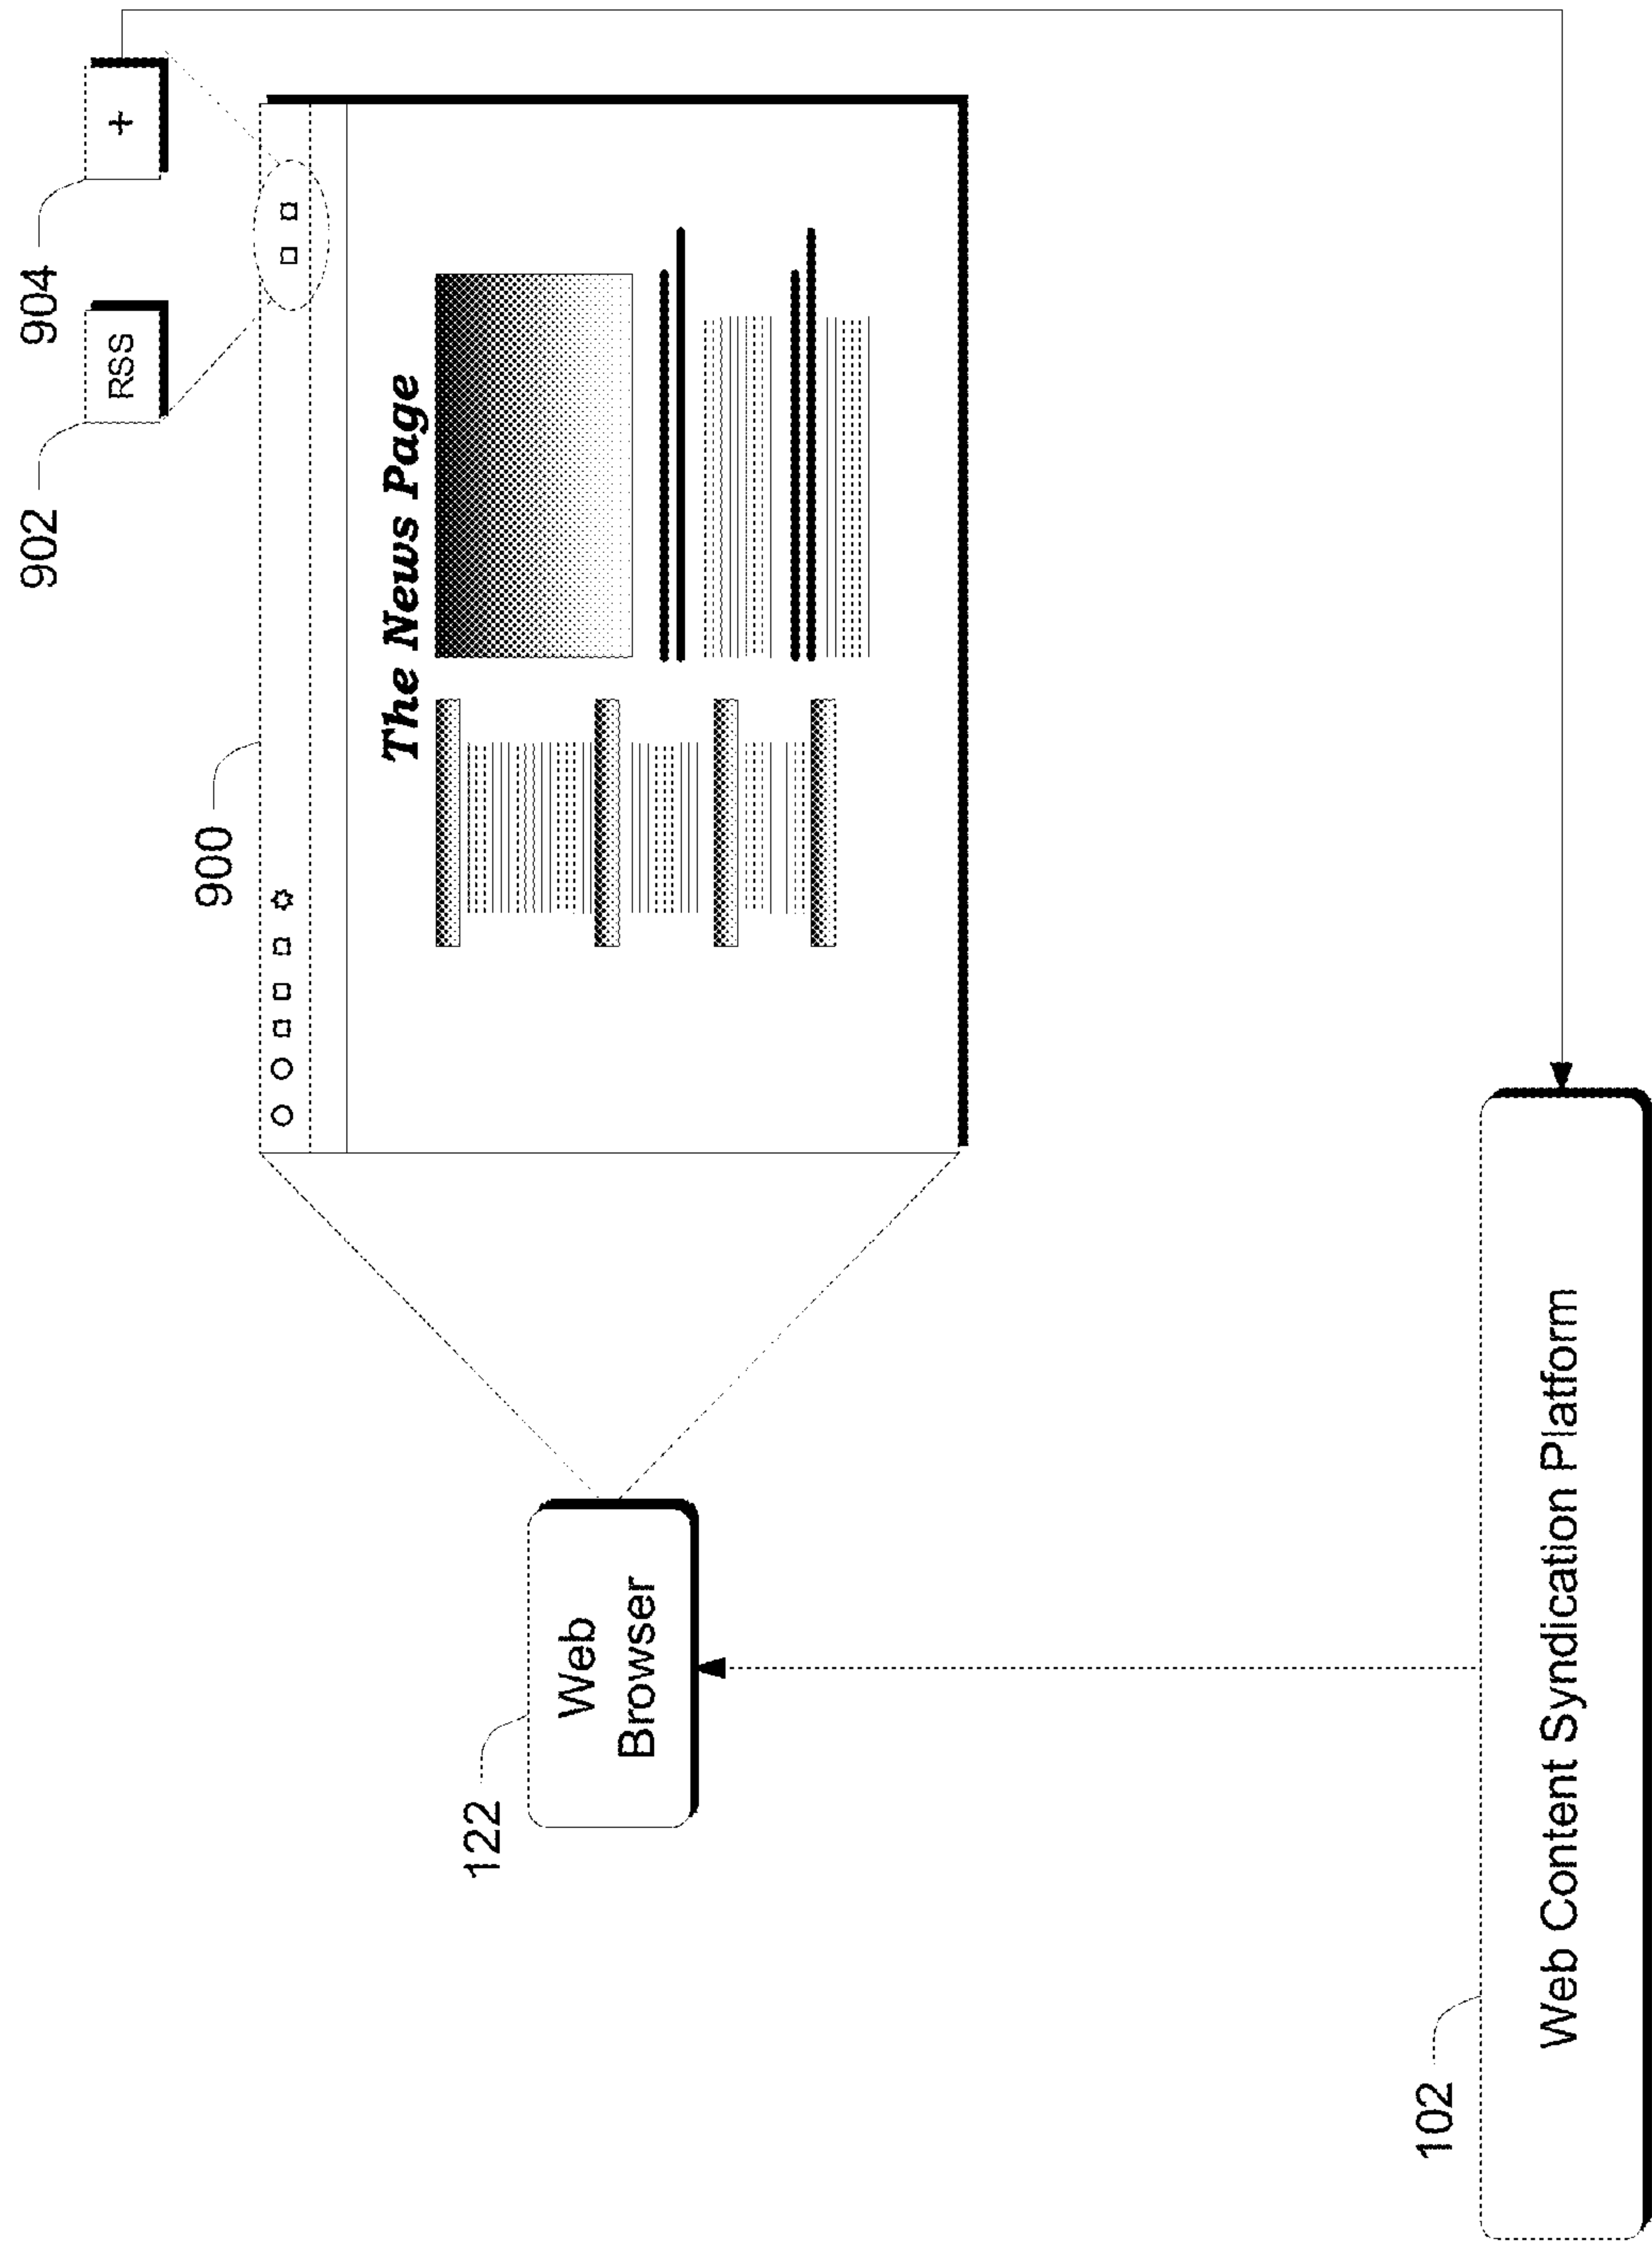 902
RSS
904
+
900
The News Page
122
Web
Browser
102
Web Content Syndication Platform